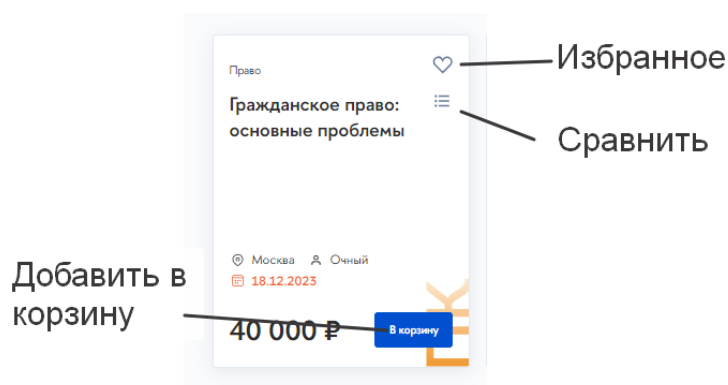 Избранное
Право
Гражданское право:
основные проблемы
Сравнить
Москва Очный
18.12.2023
Добавить в
корзину
40 000 ₽
В корзину